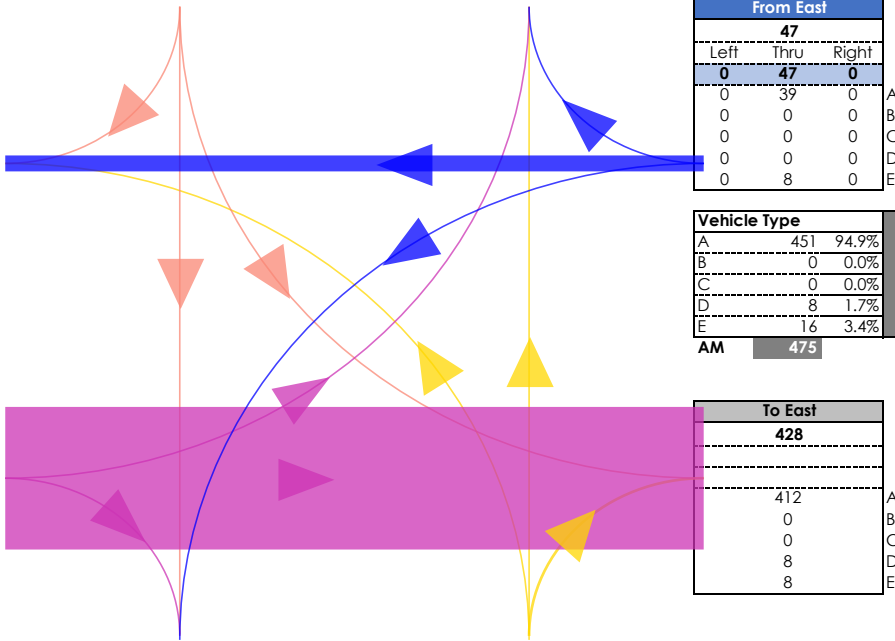 From East
47
Left Thru Right
0 47 0
0 39 0 A
0 0 0 B
0 0 0 C
0 0 0 D
0 8 0 E
Vehicle Type
A 451 94.9%
B 0 0.0%
C 0 0.0%
D 8 1.7%
E 16 3.4%
AM 475
To East
428
412 A
0 B
0 C
8 D
8 E